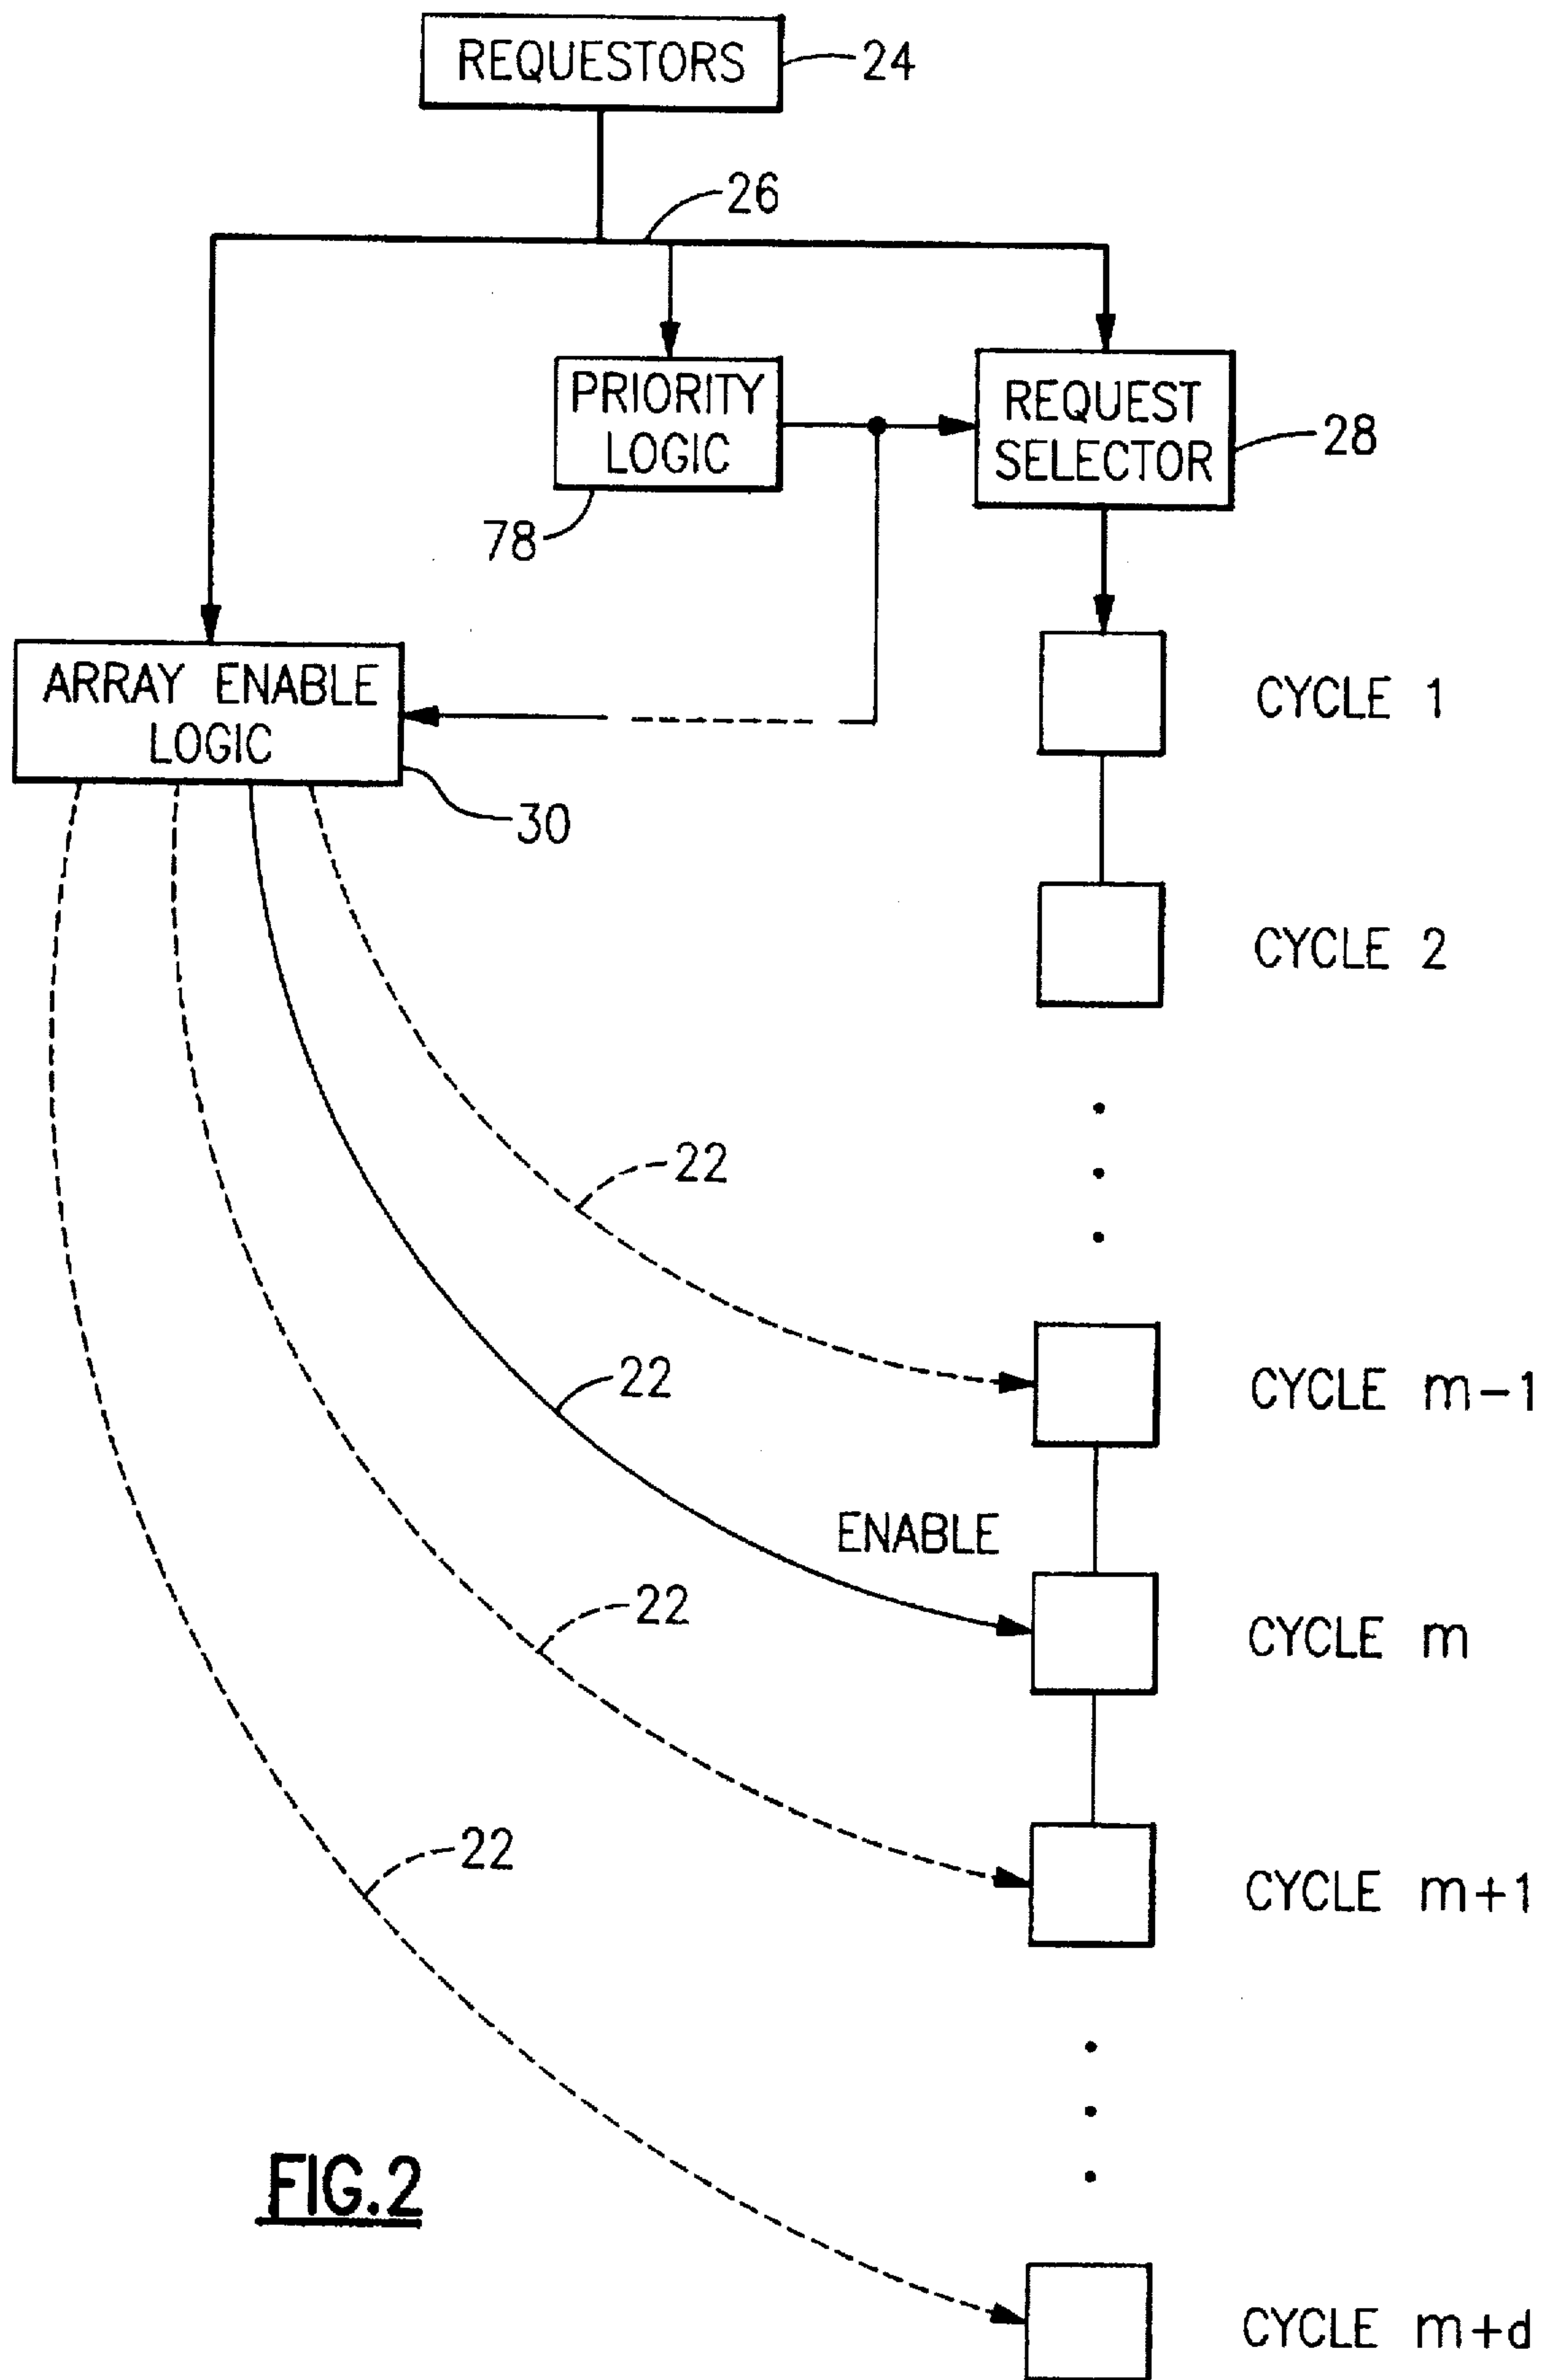 REQUESTORS
24
26
PRIORITY
LOGIC
78
REQUEST
SELECTOR
28
ARRAY ENABLE
LOGIC
30
CYCLE 1
CYCLE 2
22
CYCLE m-1
22
ENABLE
22
CYCLE m
22
CYCLE m+1
FIG.2
CYCLE m+d